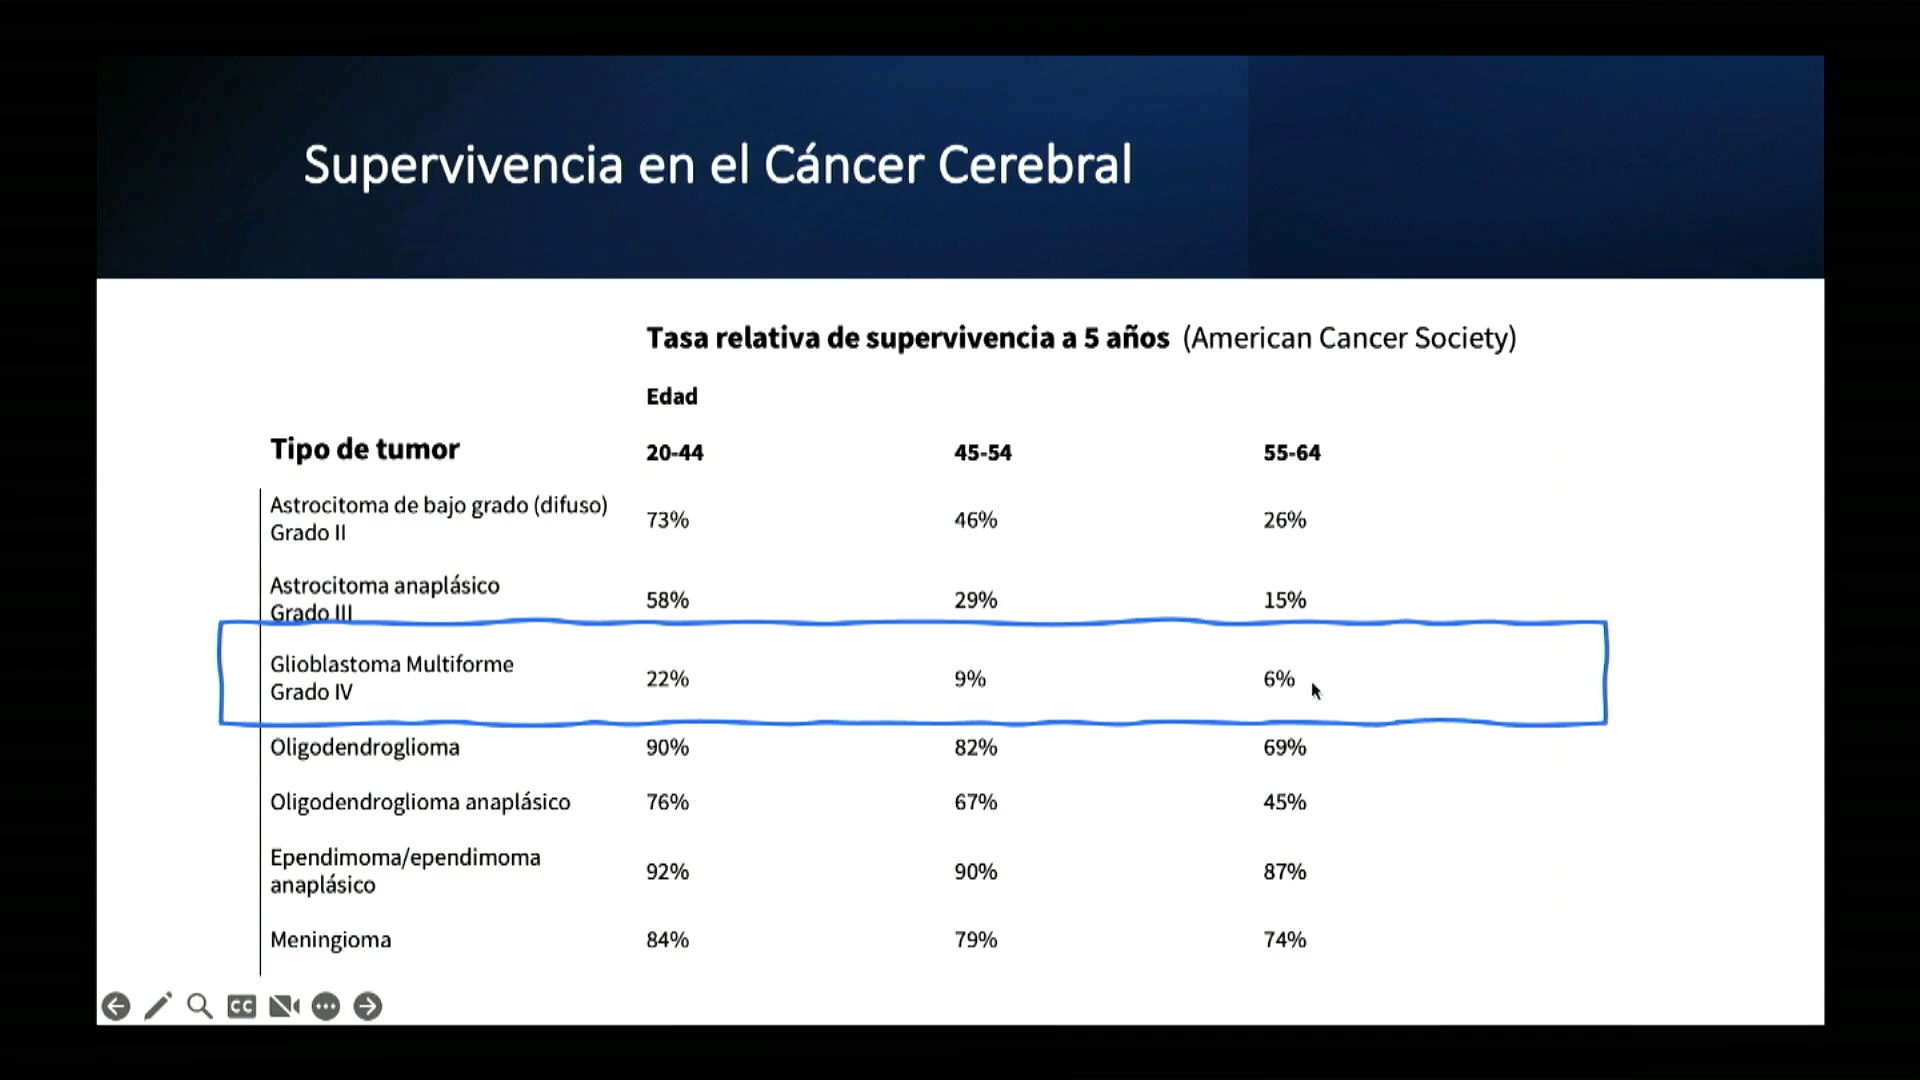 Supervivencia en el Cáncer Cerebral
Tasa relativa de supervivencia a 5 años (American Cancer Society)
Edad
Tipo de tumor 20-44 45-54 55-64
Astrocitoma de bajo grado (difuso)
Grado II 73% 46% 26%
Astrocitoma anaplásico
Grado III 58% 29% 15%
Glioblastoma Multiforme
Grado IV 22% 9% 6%
Oligodendroglioma 90% 82% 69%
Oligodendroglioma anaplásico 76% 67% 45%
Ependimoma/ependimoma
anaplásico 92% 90% 87%
Meningioma 84% 79% 74%
CC